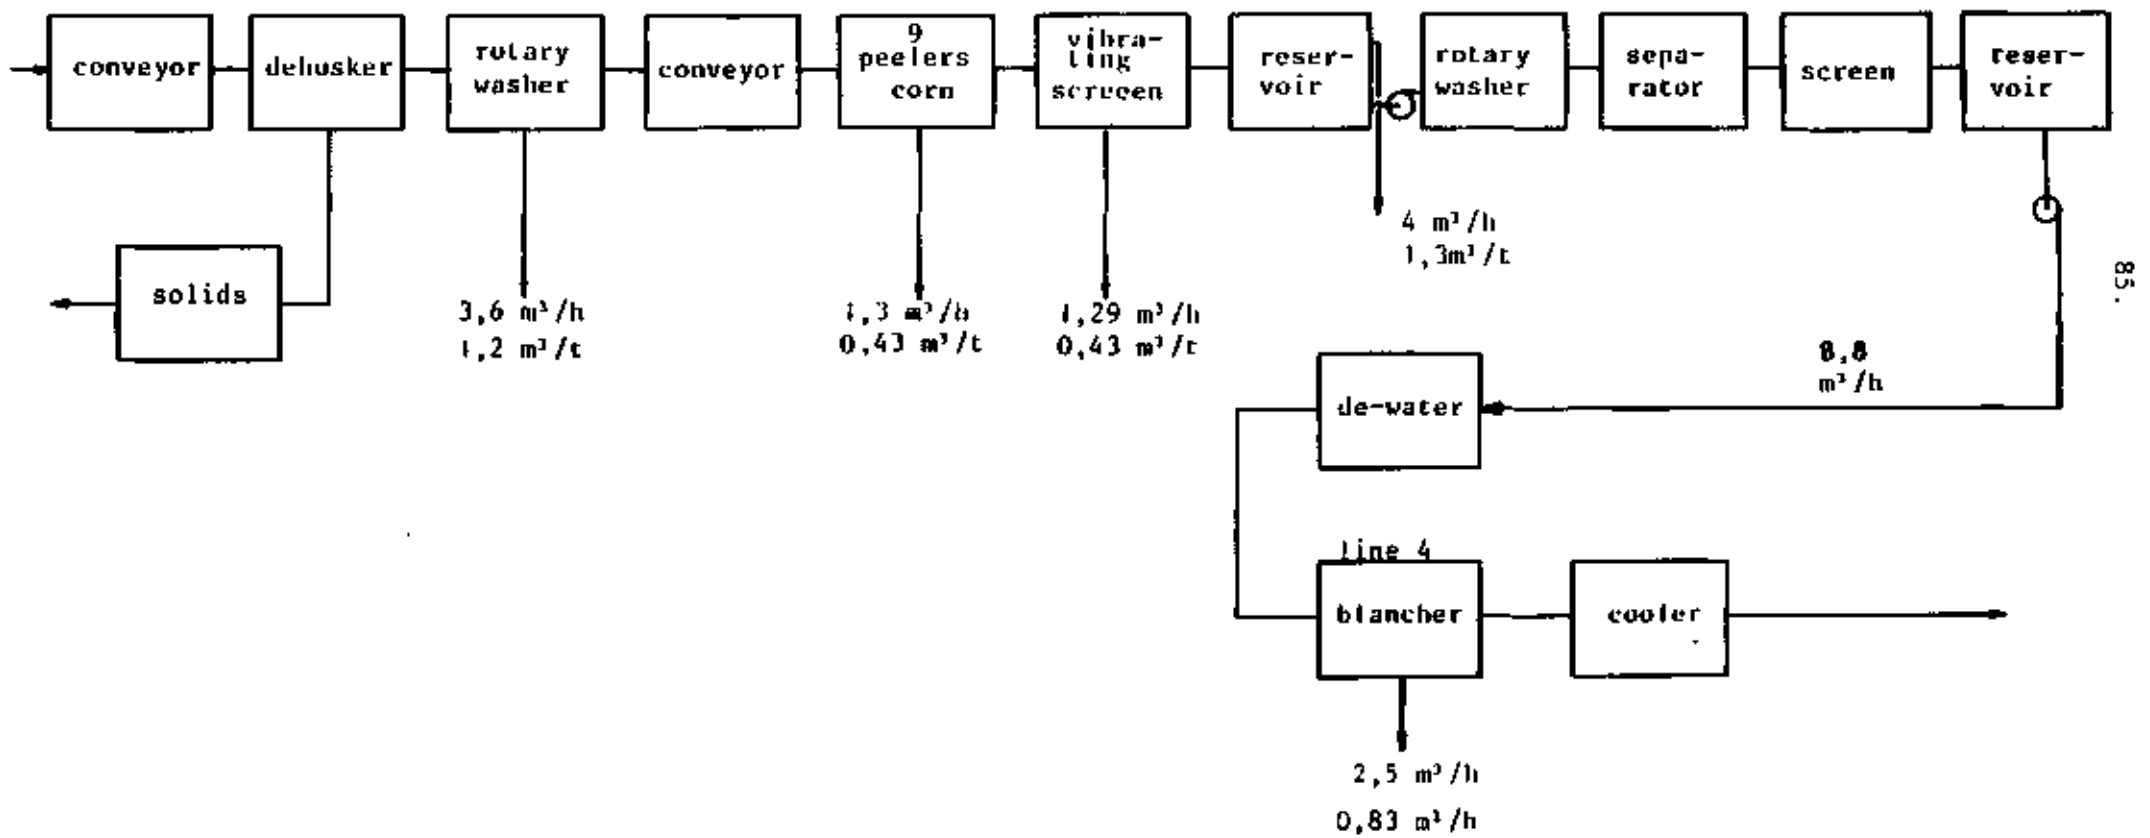 conveyor
dehusker
rotary
washer
conveyor
9
peelers
corn
vibra-
ting
screen
reser-
voir
rotary
washer
sepa-
rator
screen
reser-
voir
solids
3,6 m³/h
1,2 m³/t
1,3 m³/h
0,43 m³/t
1,29 m³/h
0,43 m³/t
4 m³/h
1,3m³/t
85.
8,8
m³/h
de-water
line 4
blancher
cooler
2,5 m³/h
0,83 m³/h